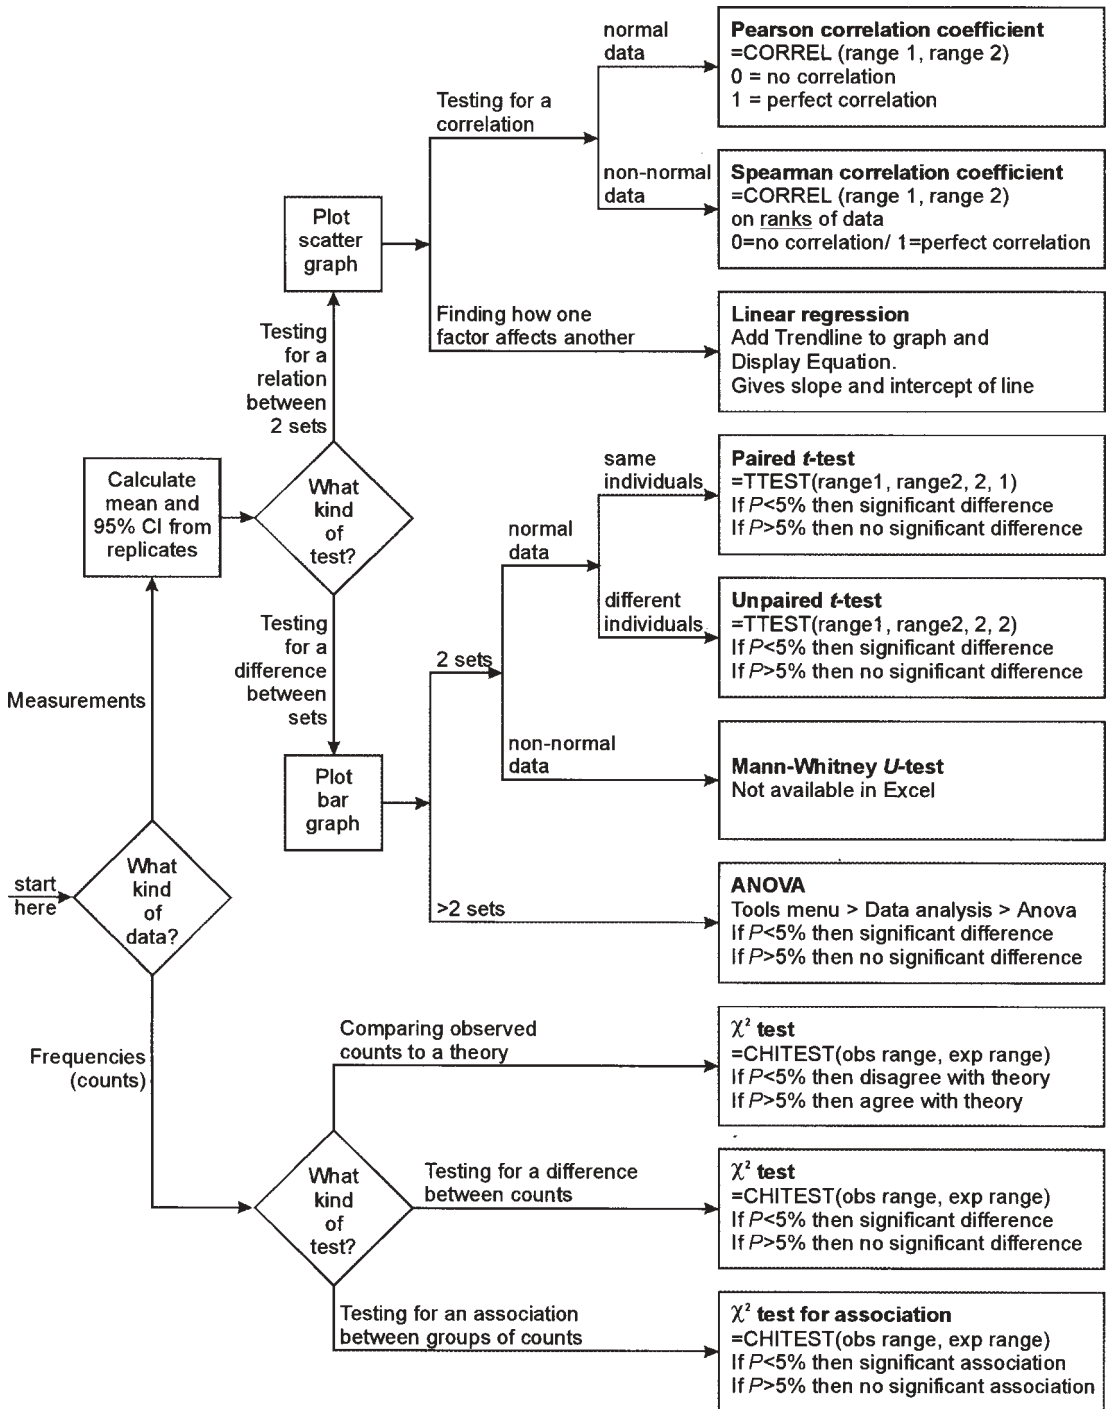 normal
data
Pearson correlation coefficient
=CORREL (range 1, range 2)
0 = no correlation
1 = perfect correlation
Testing for a
correlation
non-normal
data
Spearman correlation coefficient
=CORREL (range 1, range 2)
on ranks of data
0=no correlation/ 1=perfect correlation
Plot
scatter
graph
Finding how one
factor affects another
Linear regression
Add Trendline to graph and
Display Equation.
Gives slope and intercept of line
Testing
for a
relation
between
2 sets
Calculate
mean and
95% CI from
replicates
What
kind
of
test?
same
individuals
Paired t-test
=TTEST(range1, range2, 2, 1)
If P<5% then significant difference
If P>5% then no significant difference
normal
data
different
individuals
Unpaired t-test
=TTEST(range1, range2, 2, 2)
If P<5% then significant difference
If P>5% then no significant difference
Testing
for a
difference
between
sets
2 sets
Measurements
non-normal
data
Mann-Whitney U-test
Not available in Excel
Plot
bar
graph
start
here
What
kind
of
data?
>2 sets
ANOVA
Tools menu > Data analysis > Anova
If P<5% then significant difference
If P>5% then no significant difference
Frequencies
(counts)
Comparing observed
counts to a theory
χ² test
=CHITEST(obs range, exp range)
If P<5% then disagree with theory
If P>5% then agree with theory
What
kind
of
test?
Testing for a difference
between counts
χ² test
=CHITEST(obs range, exp range)
If P<5% then significant difference
If P>5% then no significant difference
Testing for an association
between groups of counts
χ² test for association
=CHITEST(obs range, exp range)
If P<5% then significant association
If P>5% then no significant association